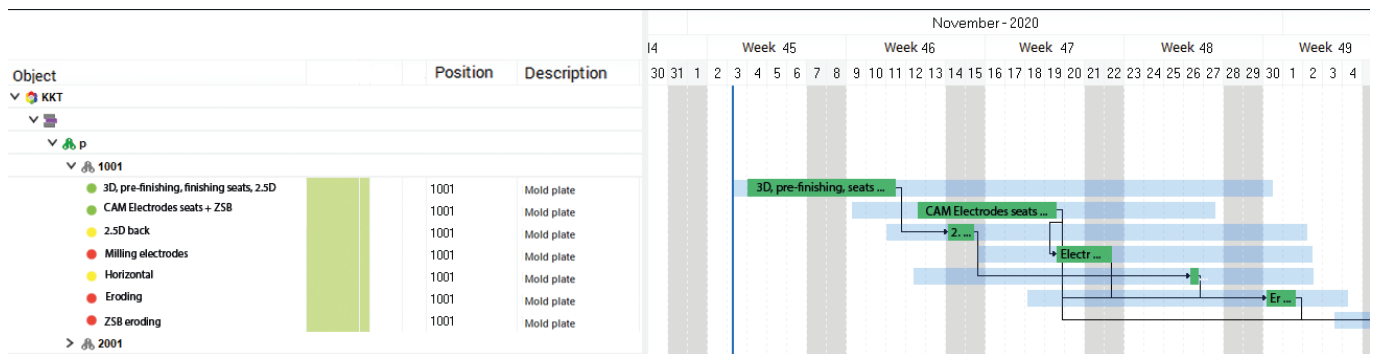 November - 2020
14 Week 45 Week 46 Week 47 Week 48 Week 49
Object Position Description 30 31 1 2 3 4 5 6 7 8 9 10 11 12 13 14 15 16 17 18 19 20 21 22 23 24 25 26 27 28 29 30 1 2 3 4
KKT
p
1001
3D, pre-finishing, finishing seats, 2.5D 1001 Mold plate 3D, pre-finishing, seats ...
CAM Electrodes seats + ZSB 1001 Mold plate CAM Electrodes seats ...
2.5D back 1001 Mold plate 2. ...
Milling electrodes 1001 Mold plate Electr ...
Horizontal 1001 Mold plate ...
Eroding 1001 Mold plate Er ...
ZSB eroding 1001 Mold plate
2001